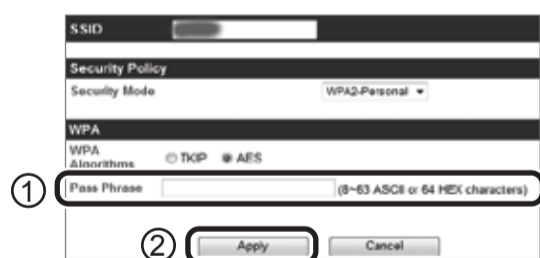 SSID
Security Policy
Security Mode WPA2-Personal
WPA
WPA Algorithms TKIP AES
① Pass Phrase (8~63 ASCII or 64 HEX characters)
② Apply Cancel